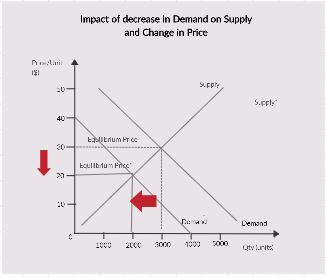 Impact of decrease in Demand on Supply
and Change in Price
Price/Unit
($)
Supply
Supply'
50
40
Equilibrium Price
30
Equilibrium Price'
20
10
Demand
Demand
0
1000 2000 3000 4000 5000
Qty (units)